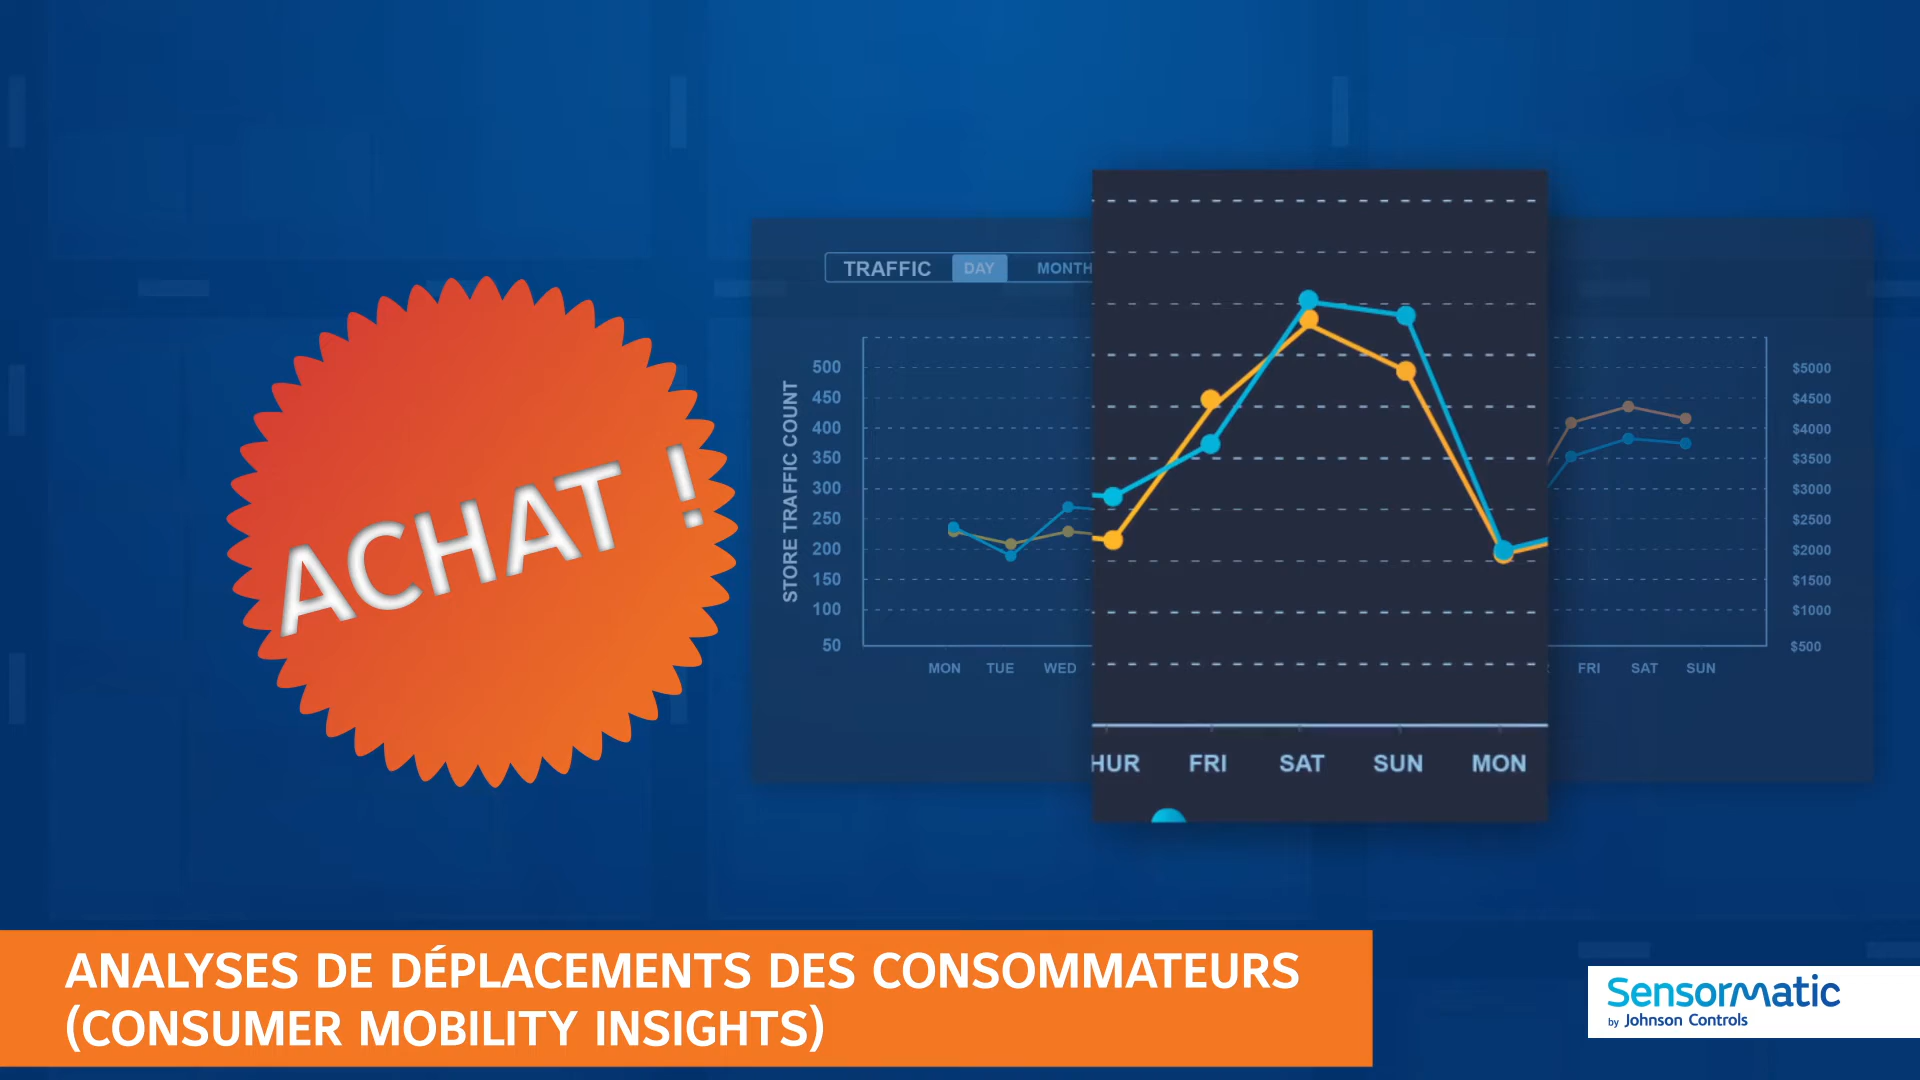 ACHAT !
TRAFFIC DAY MONTH
STORE TRAFFIC COUNT
500
450
400
350
300
250
200
150
100
50
MON TUE WED
HUR FRI SAT SUN MON
FRI SAT SUN
$5000
$4500
$4000
$3500
$3000
$2500
$2000
$1500
$1000
$500
ANALYSES DE DÉPLACEMENTS DES CONSOMMATEURS
(CONSUMER MOBILITY INSIGHTS)
Sensormatic
by Johnson Controls